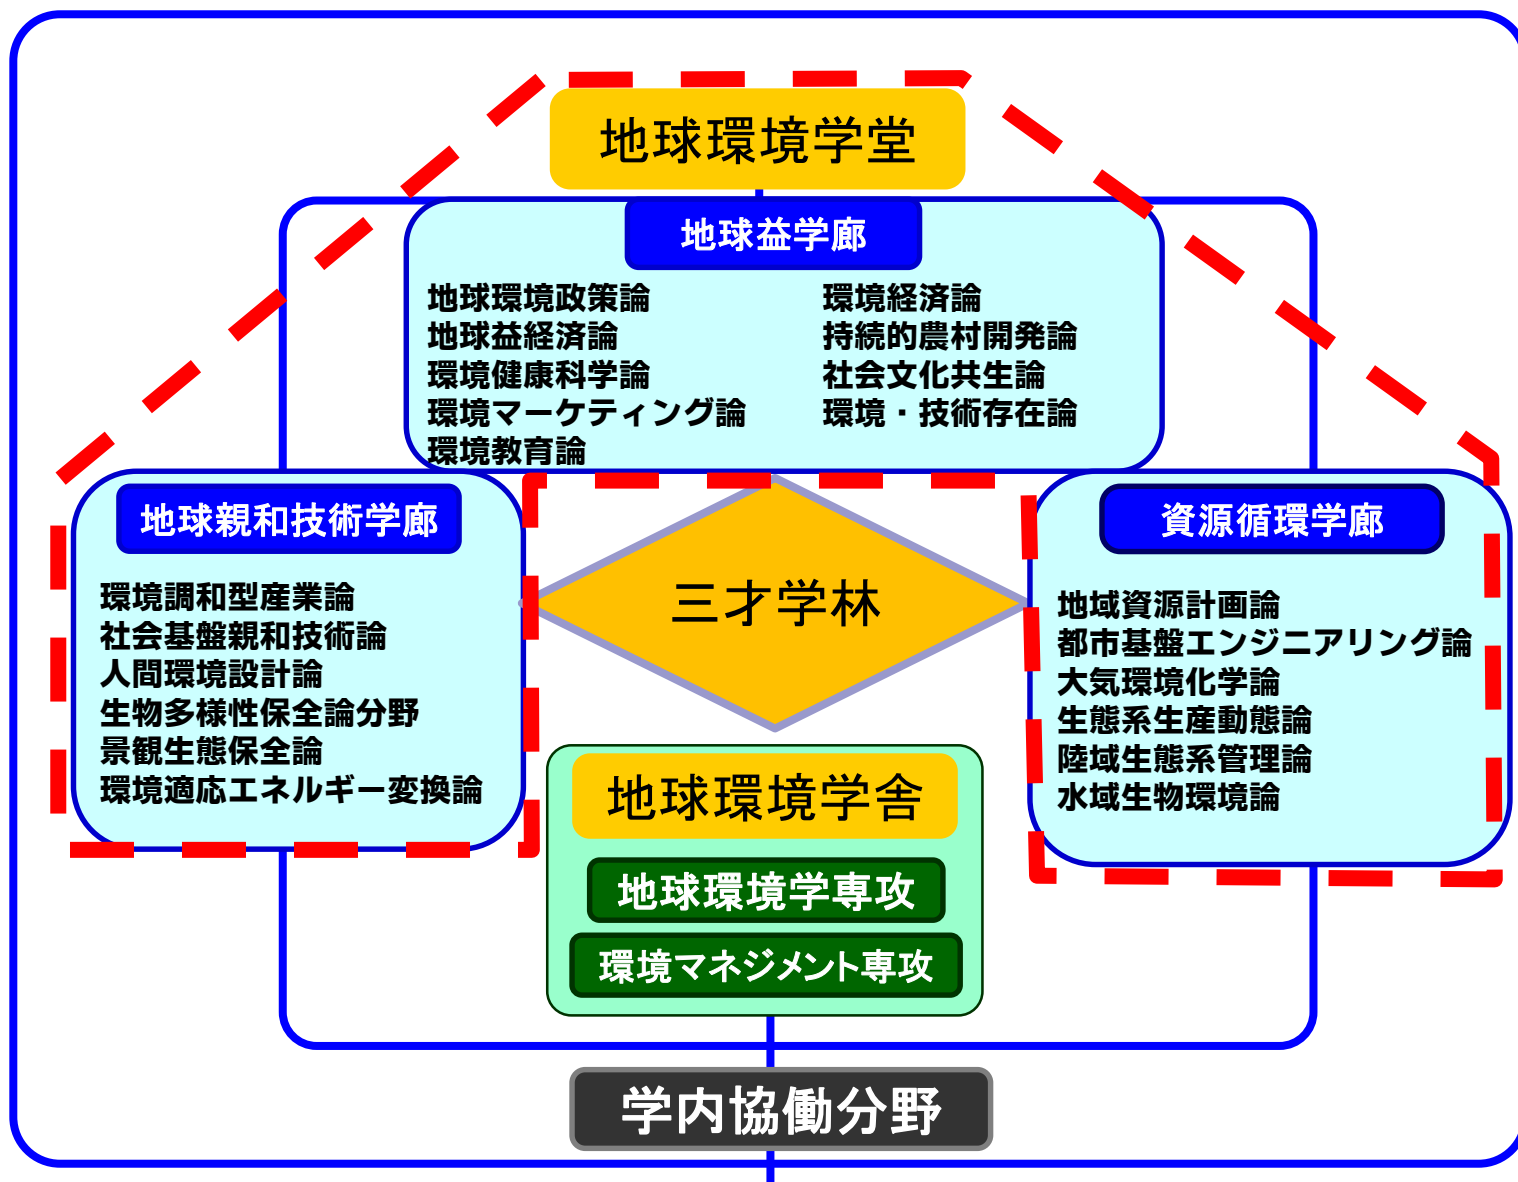 地球環境学堂
地球益学廊
地球環境政策論
地球益経済論
環境健康科学論
環境マーケティング論
環境教育論
環境経済論
持続的農村開発論
社会文化共生論
環境・技術存在論
地球親和技術学廊
環境調和型産業論
社会基盤親和技術論
人間環境設計論
生物多様性保全論分野
景観生態保全論
環境適応エネルギー変換論
三才学林
資源循環学廊
地域資源計画論
都市基盤エンジニアリング論
大気環境化学論
生態系生産動態論
陸域生態系管理論
水域生物環境論
地球環境学舎
地球環境学専攻
環境マネジメント専攻
学内協働分野